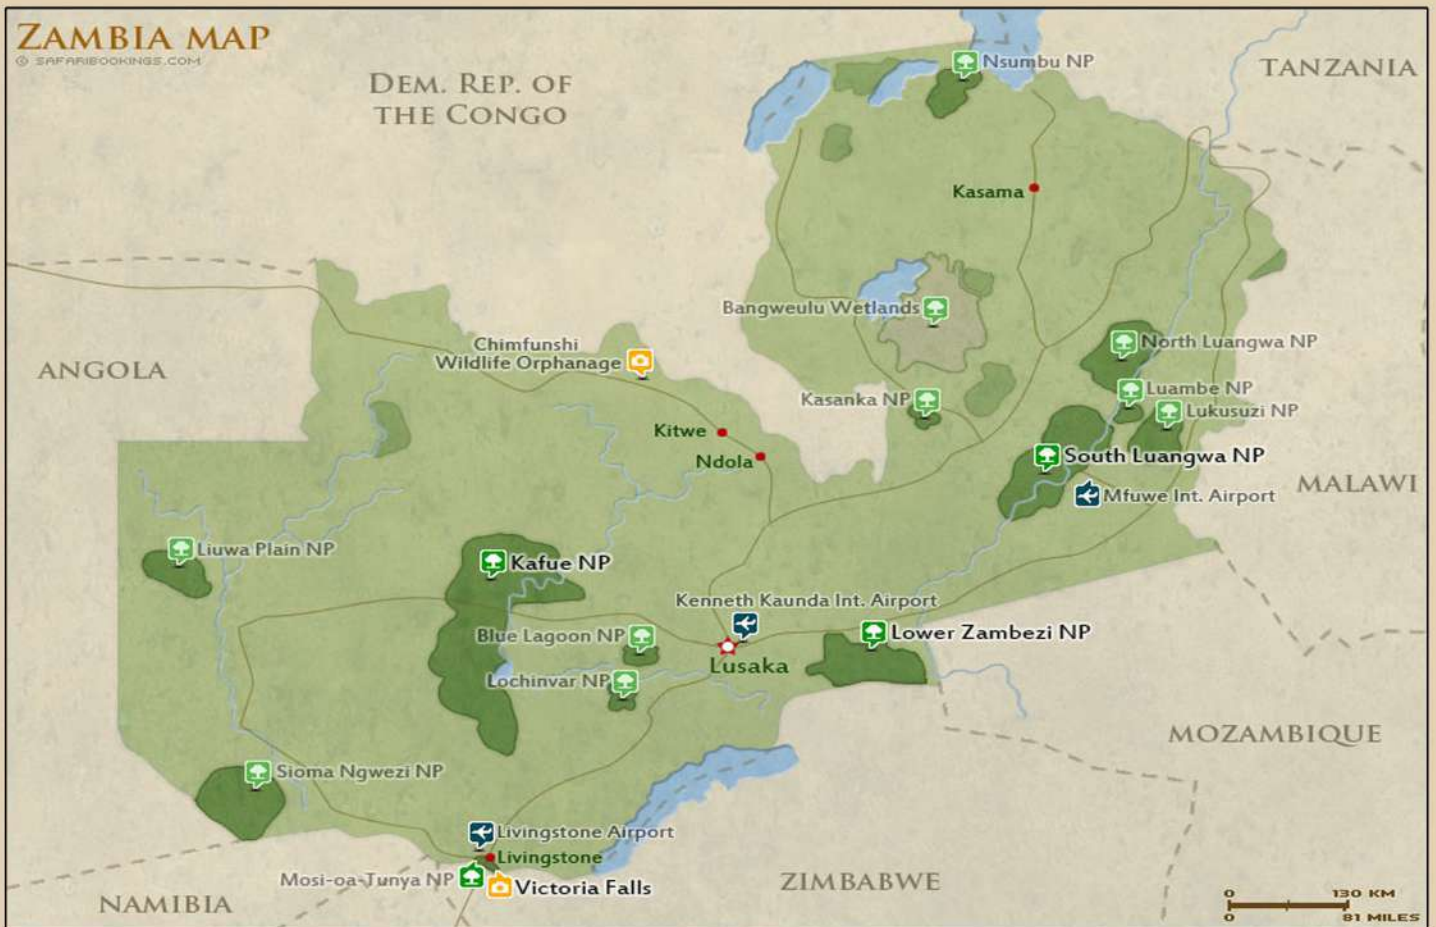 ZAMBIA MAP
© SAFARIBOOKINGS.COM
DEM. REP. OF
THE CONGO
Nsumbu NP
TANZANIA
Kasama
Bangweulu Wetlands
North Luangwa NP
Chimfunshi
Wildlife Orphanage
ANGOLA
Luambe NP
Kasanka NP
Lukusuzi NP
Kitwe
Ndola
South Luangwa NP
MALAWI
Mfuwe Int. Airport
Liuwa Plain NP
Kafue NP
Kenneth Kaunda Int. Airport
Blue Lagoon NP
Lower Zambezi NP
Lusaka
Lochinvar NP
MOZAMBIQUE
Sioma Ngwezi NP
Livingstone Airport
Livingstone
Mosi-oa-Tunya NP
Victoria Falls
ZIMBABWE
NAMIBIA
0 130 KM
0 81 MILES